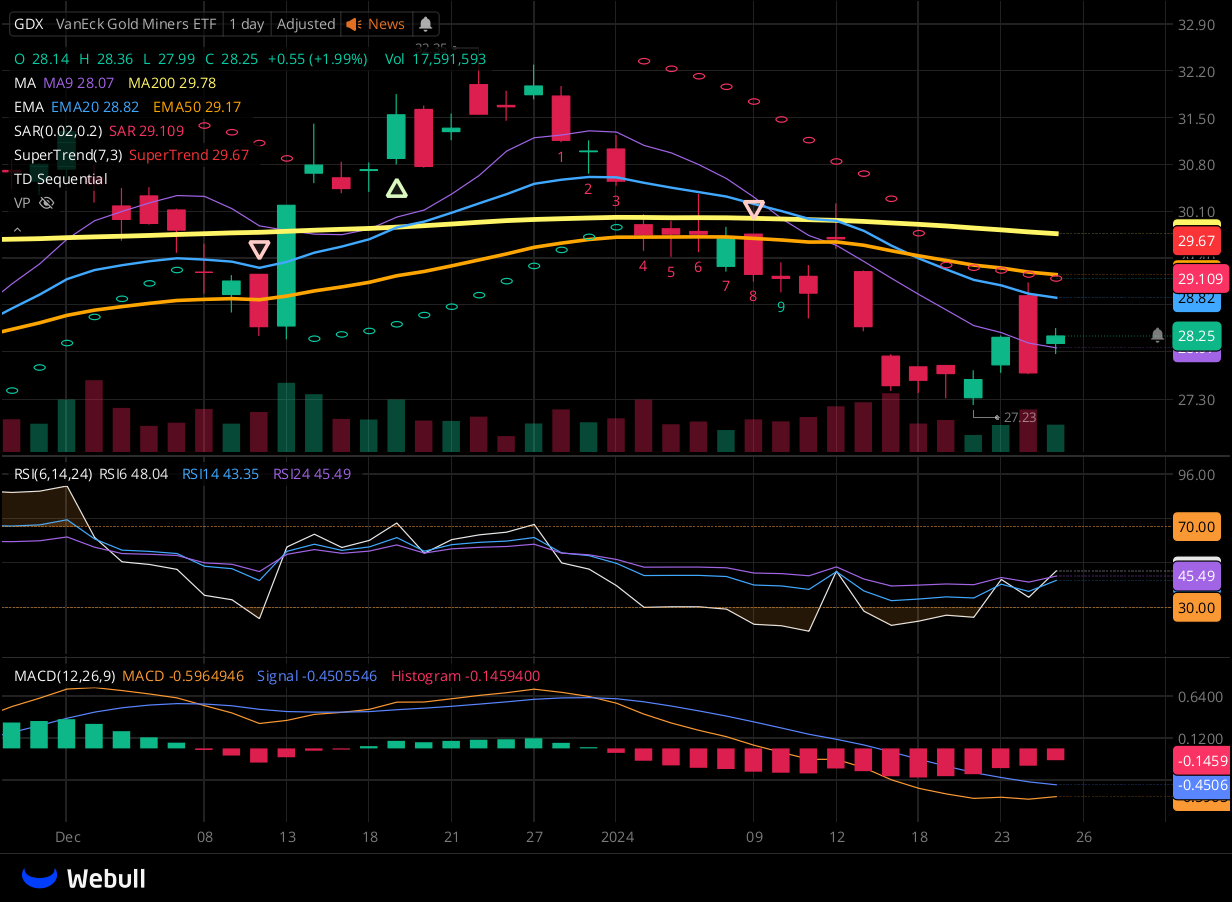 GDX VanEck Gold Miners ETF 1 day Adjusted News
O 28.14 H 28.36 L 27.99 C 28.25 +0.55 (+1.99%) Vol 17,591,593
MA MA9 28.07 MA200 29.78
EMA EMA20 28.82 EMA50 29.17
SAR(0.02,0.2) SAR 29.109
SuperTrend(7,3) SuperTrend 29.67
TD Sequential
VP
32.90
32.20
31.50
30.80
30.10
29.67
29.109
28.82
28.25
27.30
1
2
3
4
5
6
7
8
9
27.23
RSI(6,14,24) RSI6 48.04 RSI14 43.35 RSI24 45.49
96.00
70.00
45.49
30.00
MACD(12,26,9) MACD -0.5964946 Signal -0.4505546 Histogram -0.1459400
0.6400
0.1200
-0.1459
-0.4506
Dec 08 13 18 21 27 2024 09 12 18 23 26
Webull